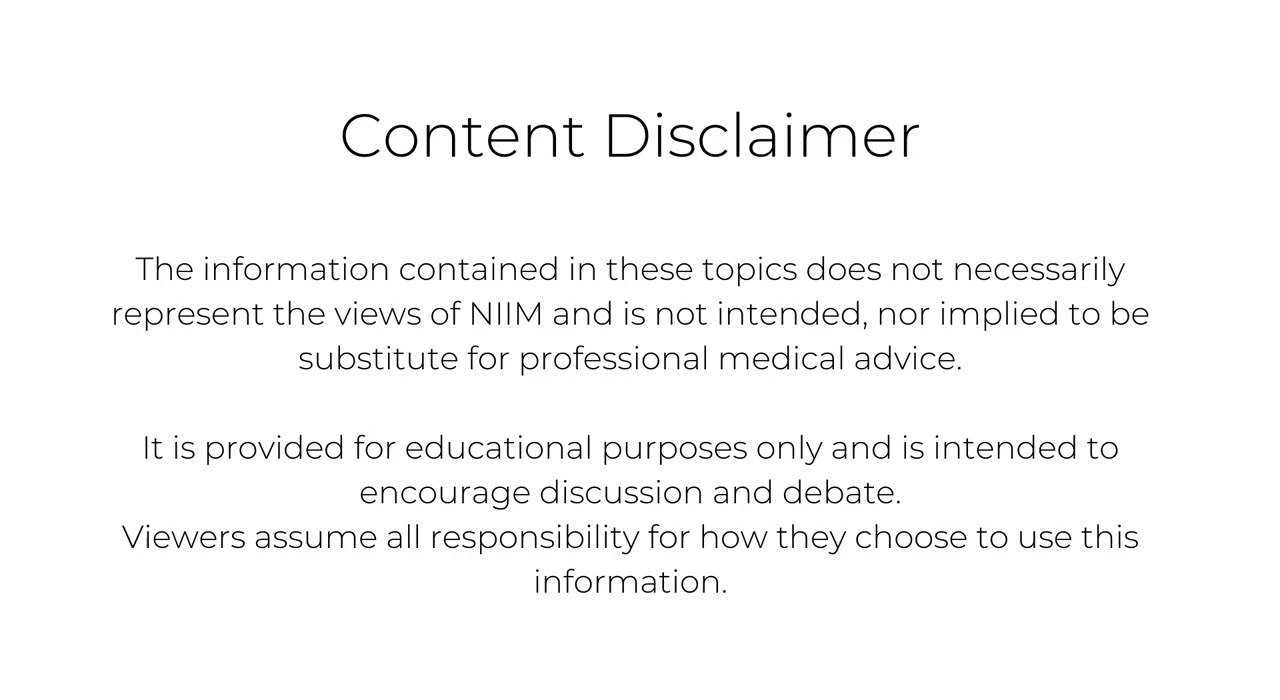 Content Disclaimer
The information contained in these topics does not necessarily
represent the views of NIIM and is not intended, nor implied to be
substitute for professional medical advice.
It is provided for educational purposes only and is intended to
encourage discussion and debate.
Viewers assume all responsibility for how they choose to use this
information.